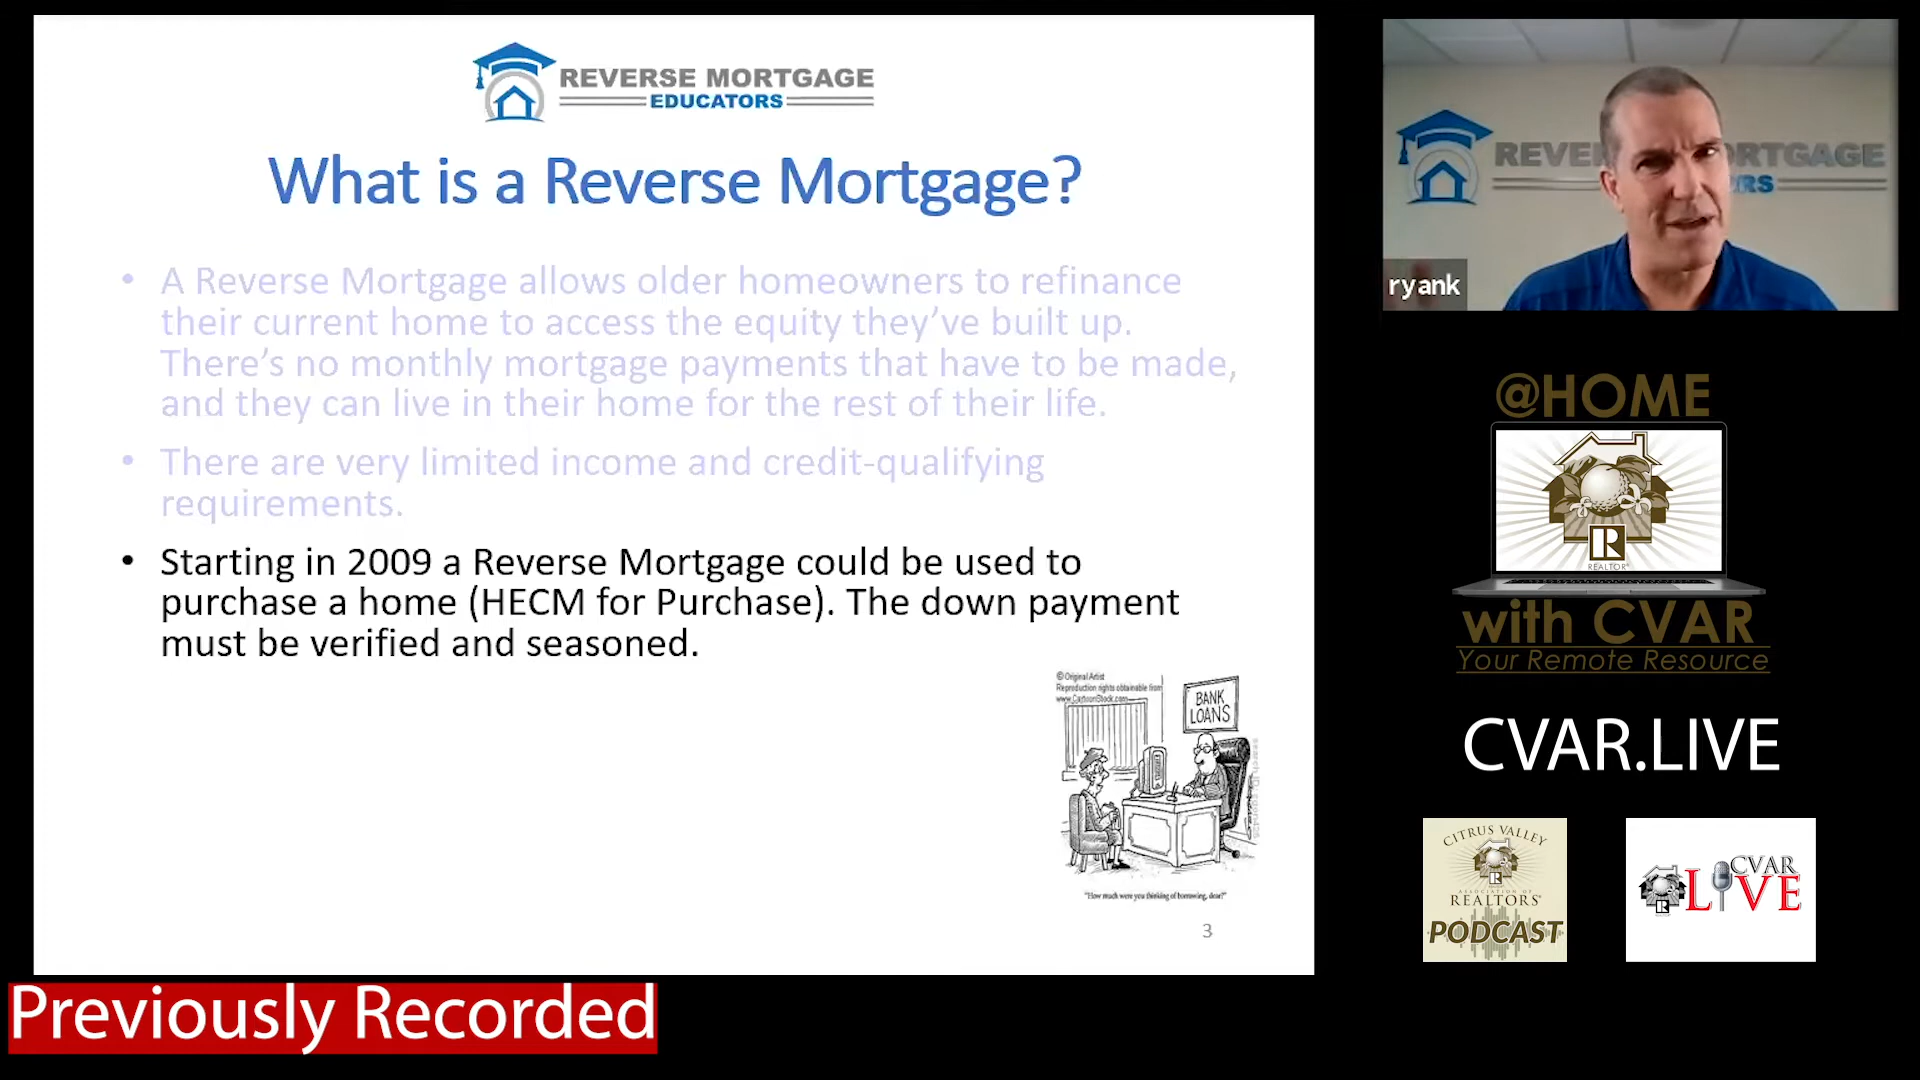 REVERSE MORTGAGE
EDUCATORS
What is a Reverse Mortgage?
• A Reverse Mortgage allows older homeowners to refinance
their current home to access the equity they’ve built up.
There’s no monthly mortgage payments that have to be made,
and they can live in their home for the rest of their life.
• There are very limited income and credit-qualifying
requirements.
• Starting in 2009 a Reverse Mortgage could be used to
purchase a home (HECM for Purchase). The down payment
must be verified and seasoned.
© Original Artist
Reproduction rights obtainable from
www.CartoonStock.com
BANK
LOANS
"How much were you thinking of borrowing, dear?"
3
Previously Recorded
REVE ORTGAGE
RS
ryank
@HOME
R
REALTOR®
with CVAR
Your Remote Resource
CVAR.LIVE
CITRUS VALLEY
R
ASSOCIATION OF
REALTORS®
PODCAST
CVAR
LIVE
R